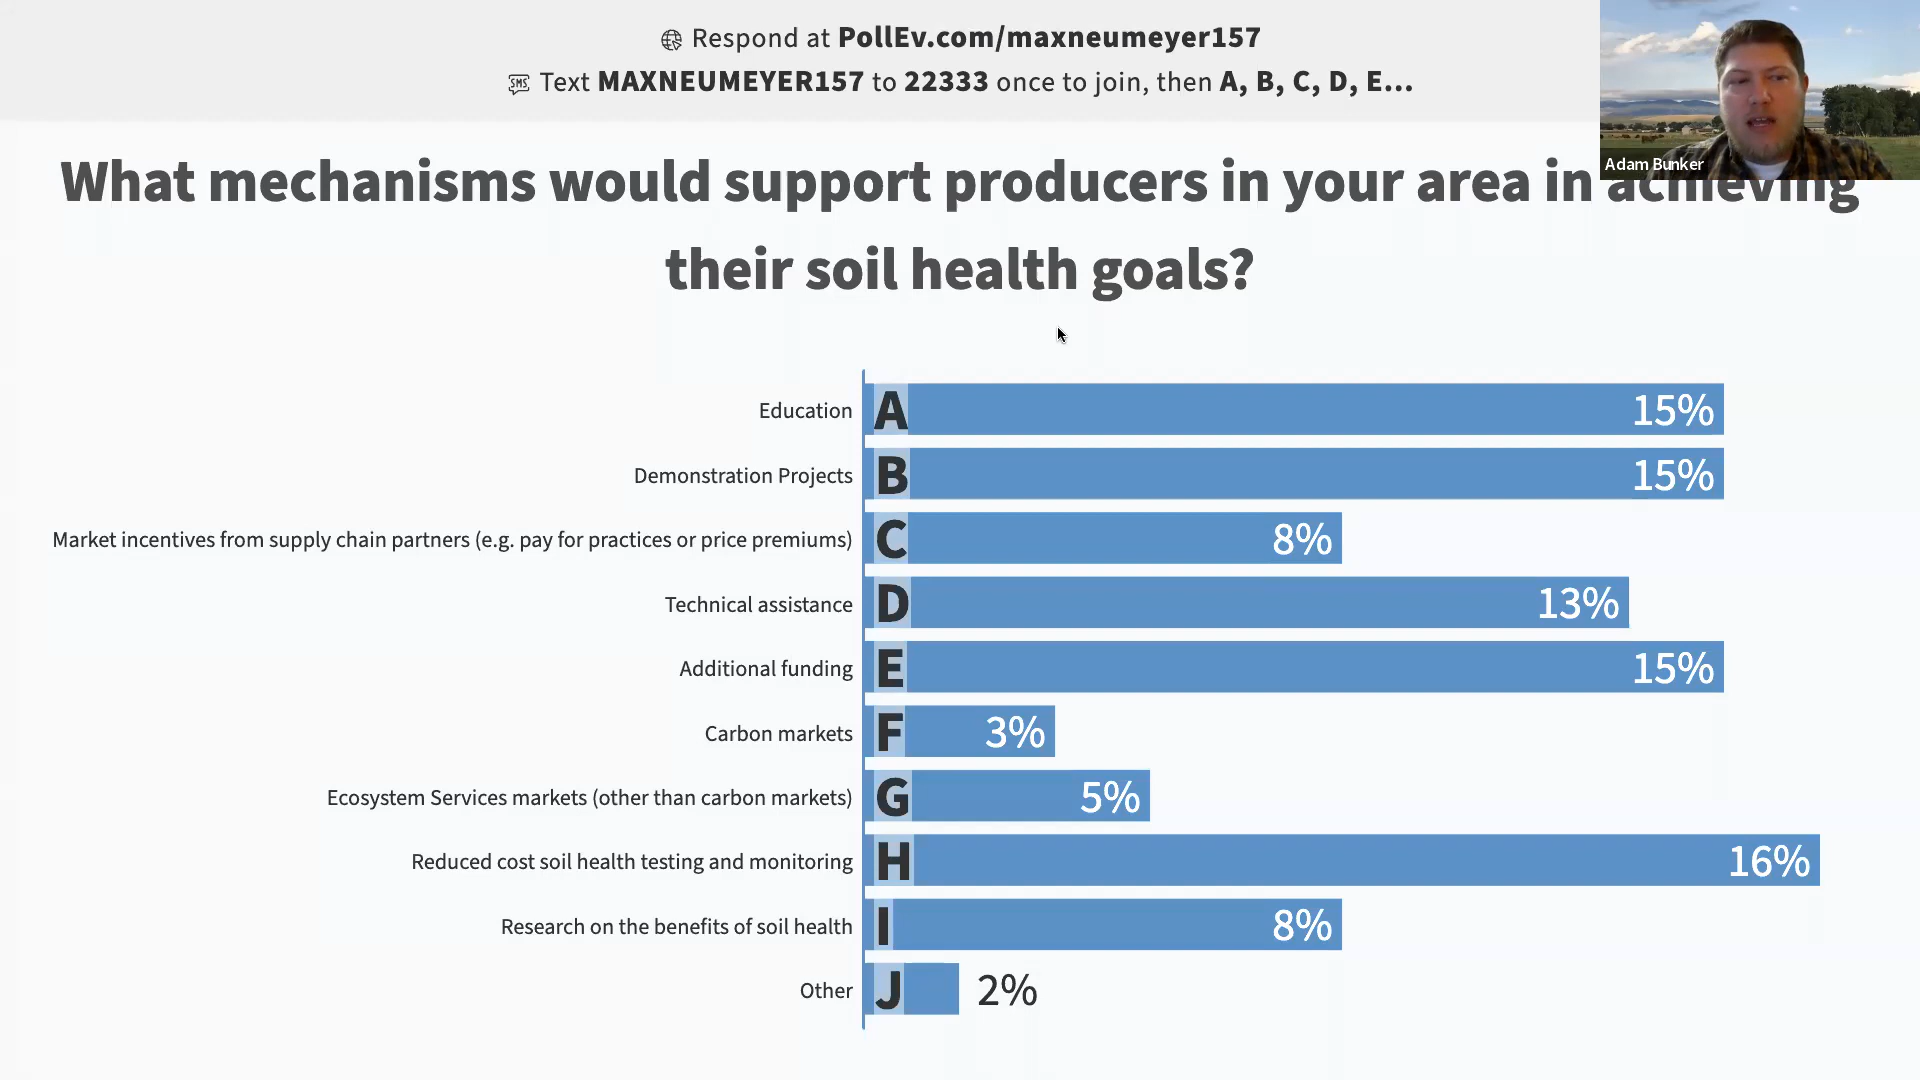 Respond at PollEv.com/maxneumeyer157
SMS Text MAXNEUMEYER157 to 22333 once to join, then A, B, C, D, E...
Adam Bunker
What mechanisms would support producers in your area in achieving
their soil health goals?
Education A 15%
Demonstration Projects B 15%
Market incentives from supply chain partners (e.g. pay for practices or price premiums) C 8%
Technical assistance D 13%
Additional funding E 15%
Carbon markets F 3%
Ecosystem Services markets (other than carbon markets) G 5%
Reduced cost soil health testing and monitoring H 16%
Research on the benefits of soil health I 8%
Other J 2%